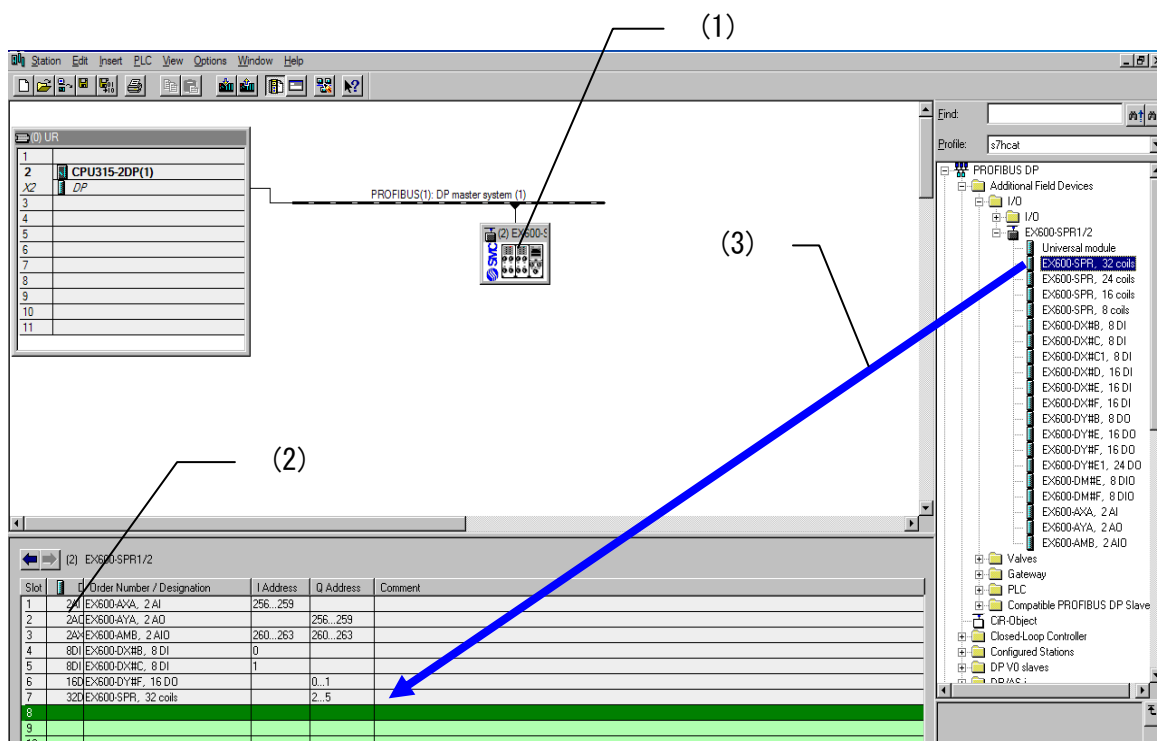 (1)
Station Edit Insert PLC View Options Window Help
(0) UR
1
2 CPU315-2DP(1)
X2 DP
3
4
5
6
7
8
9
10
11
PROFIBUS(1): DP master system (1)
(2) EX600-S
SMC
(3)
(2)
Find:
Profile: s7hcat
PROFIBUS DP
Additional Field Devices
I/O
I/O
EX600-SPR1/2
Universal module
EX600-SPR, 32 coils
EX600-SPR, 24 coils
EX600-SPR, 16 coils
EX600-SPR, 8 coils
EX600-DX#B, 8 DI
EX600-DX#C, 8 DI
EX600-DX#C1, 8 DI
EX600-DX#D, 16 DI
EX600-DX#E, 16 DI
EX600-DX#F, 16 DI
EX600-DY#B, 8 DO
EX600-DY#E, 16 DO
EX600-DY#F, 16 DO
EX600-DY#E1, 24 DO
EX600-DM#E, 8 DIO
EX600-DM#F, 8 DIO
EX600-AXA, 2 AI
EX600-AYA, 2 AO
EX600-AMB, 2 AIO
Valves
Gateway
PLC
Compatible PROFIBUS DP Slave
CiR-Object
Closed-Loop Controller
Configured Stations
DP V0 slaves
DP/AS-i
(2) EX600-SPR1/2
Slot D Order Number / Designation I Address Q Address Comment
1 2AI EX600-AXA, 2 AI 256...259
2 2AO EX600-AYA, 2 AO 256...259
3 2AX EX600-AMB, 2 AIO 260...263 260...263
4 8DI EX600-DX#B, 8 DI 0
5 8DI EX600-DX#C, 8 DI 1
6 16D EX600-DY#F, 16 DO 0...1
7 32D EX600-SPR, 32 coils 2...5
8
9
10